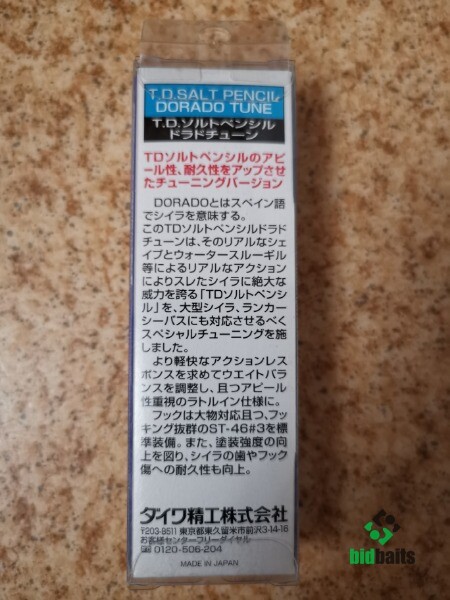 T.D.SALT PENCIL
DORADO TUNE
T.D.ソルトペンシル
ドラドチューン
TDソルトペンシルのアピ
ール性、耐久性をアップさせ
たチューニングバージョン
DORADOとはスペイン語
でシイラを意味する。
このTDソルトペンシルドラド
チューンは、そのリアルなシェ
イプとウォータースルーギル
等によるリアルなアクション
によりスレたシイラに絶大な
威力を誇る「TDソルトペンシ
ル」を、大型シイラ、ランカー
シーバスにも対応させるべく
スペシャルチューニングを施
しました。
より軽快なアクションレス
ポンスを求めてウエイトバラ
ンスを調整し、且つアピール
性重視のラトルイン仕様に。
フックは大物対応且つ、フッ
キング抜群のST-46#3を標
準装備。また、塗装強度の向
上を図り、シイラの歯やフック
傷への耐久性も向上。
ダイワ精工株式会社
〒203-8511 東京都東久留米市前沢3-14-16
お客様センターフリーダイヤル
0120-506-204
MADE IN JAPAN
bidbaits